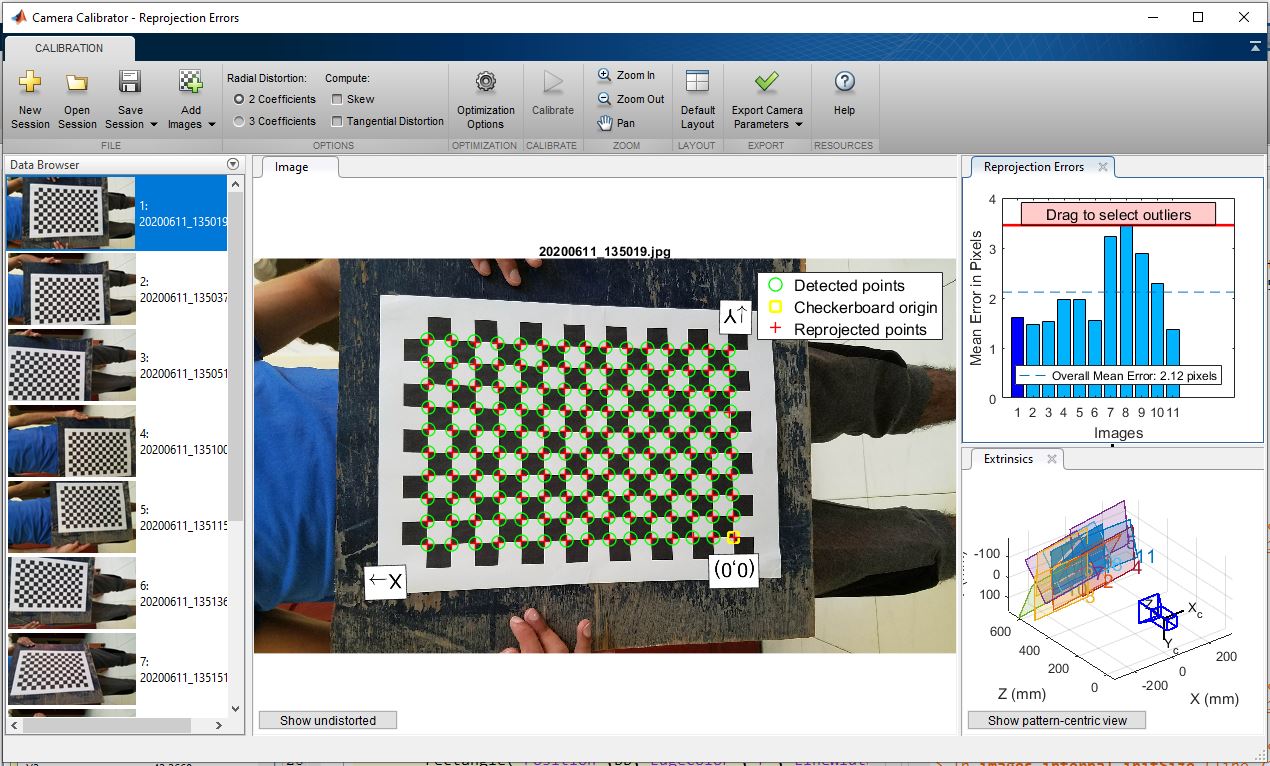 Camera Calibrator - Reprojection Errors
CALIBRATION
New Session
Open Session
Save Session
Add Images
FILE
Radial Distortion:
2 Coefficients
3 Coefficients
Compute:
Skew
Tangential Distortion
OPTIONS
Optimization Options
OPTIMIZATION
Calibrate
CALIBRATE
Zoom In
Zoom Out
Pan
ZOOM
Default Layout
LAYOUT
Export Camera Parameters
EXPORT
Help
RESOURCES
Data Browser
1:
20200611_135019
2:
20200611_135037
3:
20200611_135051
4:
20200611_135100
5:
20200611_135115
6:
20200611_135136
7:
20200611_135151
Image
20200611_135019.jpg
Detected points
Checkerboard origin
Reprojected points
↑Y
←X
(0,0)
Show undistorted
Reprojection Errors
Drag to select outliers
Mean Error in Pixels
4
3
2
1
0
Overall Mean Error: 2.12 pixels
1 2 3 4 5 6 7 8 9 10 11
Images
Extrinsics
-100
0
100
600
400
200
0
Z (mm)
-200
0
200
X (mm)
Xc
Yc
11
4
Show pattern-centric view